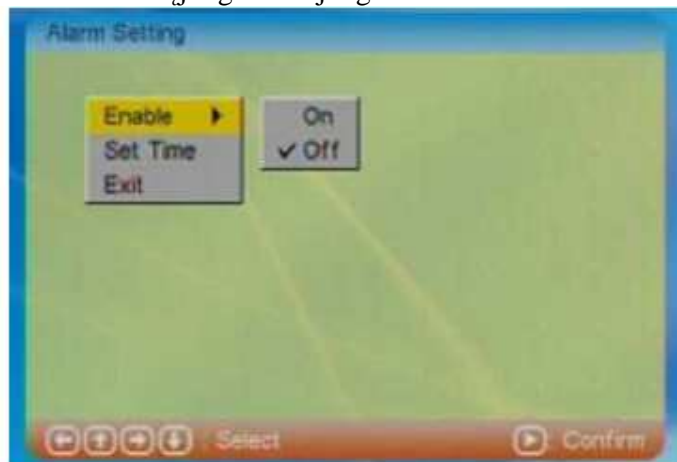 Alarm Setting
Enable
On
Set Time
Off
Exit
: Select
: Confirm